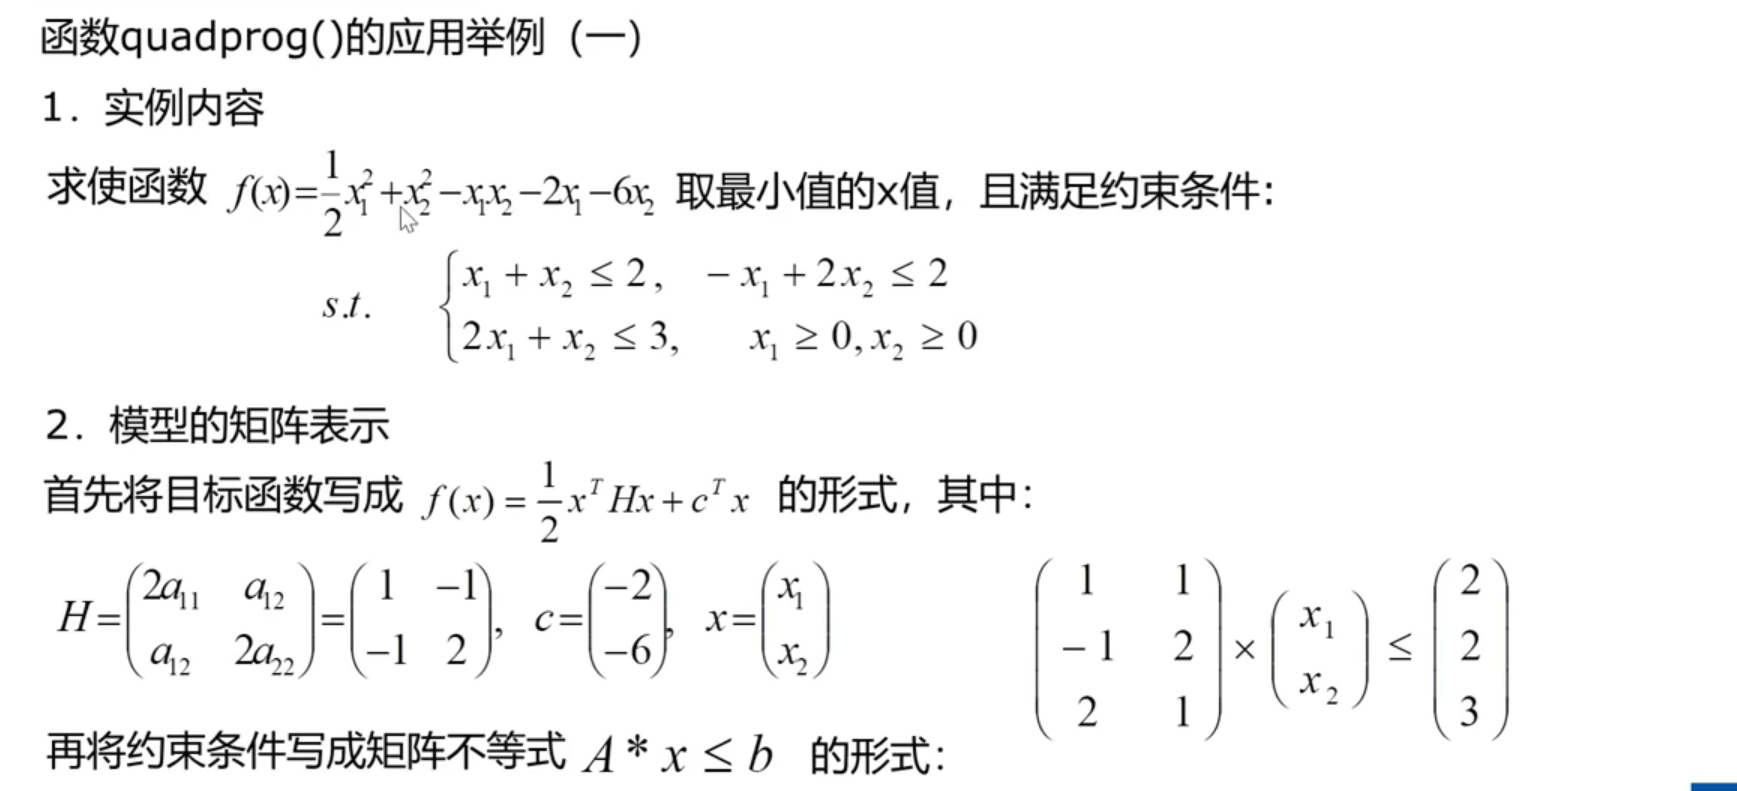 函数quadprog()的应用举例（一）
1. 实例内容
求使函数 f(x)=\frac{1}{2}x_1^2+x_2^2-x_1x_2-2x_1-6x_2 取最小值的x值，且满足约束条件:
s.t. \begin{cases} x_1+x_2\leq 2, & -x_1+2x_2\leq 2 \\ 2x_1+x_2\leq 3, & x_1\geq 0,x_2\geq 0 \end{cases}
2. 模型的矩阵表示
首先将目标函数写成 f(x)=\frac{1}{2}x^T Hx+c^T x 的形式，其中:
H=\begin{pmatrix} 2a_{11} & a_{12} \\ a_{12} & 2a_{22} \end{pmatrix}=\begin{pmatrix} 1 & -1 \\ -1 & 2 \end{pmatrix}, c=\begin{pmatrix} -2 \\ -6 \end{pmatrix}, x=\begin{pmatrix} x_1 \\ x_2 \end{pmatrix}
再将约束条件写成矩阵不等式 A*x\leq b 的形式:
\begin{pmatrix} 1 & 1 \\ -1 & 2 \\ 2 & 1 \end{pmatrix}\times\begin{pmatrix} x_1 \\ x_2 \end{pmatrix}\leq\begin{pmatrix} 2 \\ 2 \\ 3 \end{pmatrix}